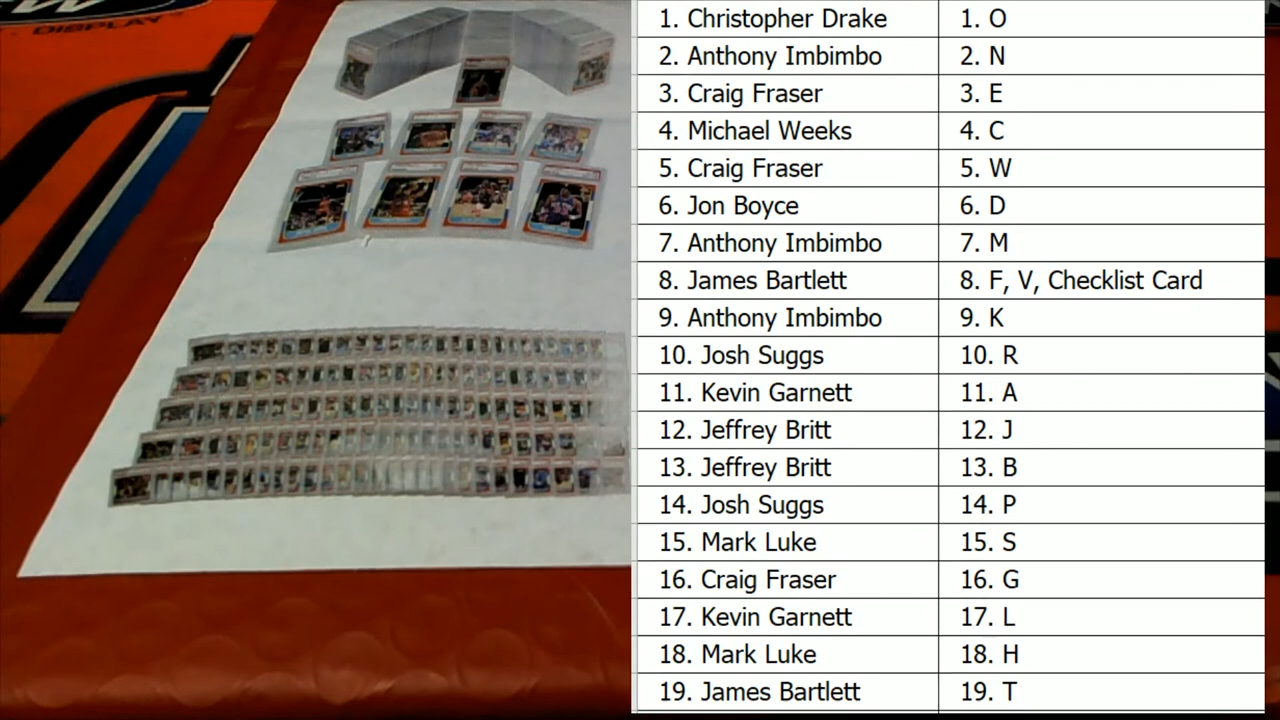 DISPLAY
1. Christopher Drake 1. O
2. Anthony Imbimbo 2. N
3. Craig Fraser 3. E
4. Michael Weeks 4. C
5. Craig Fraser 5. W
6. Jon Boyce 6. D
7. Anthony Imbimbo 7. M
8. James Bartlett 8. F, V, Checklist Card
9. Anthony Imbimbo 9. K
10. Josh Suggs 10. R
11. Kevin Garnett 11. A
12. Jeffrey Britt 12. J
13. Jeffrey Britt 13. B
14. Josh Suggs 14. P
15. Mark Luke 15. S
16. Craig Fraser 16. G
17. Kevin Garnett 17. L
18. Mark Luke 18. H
19. James Bartlett 19. T